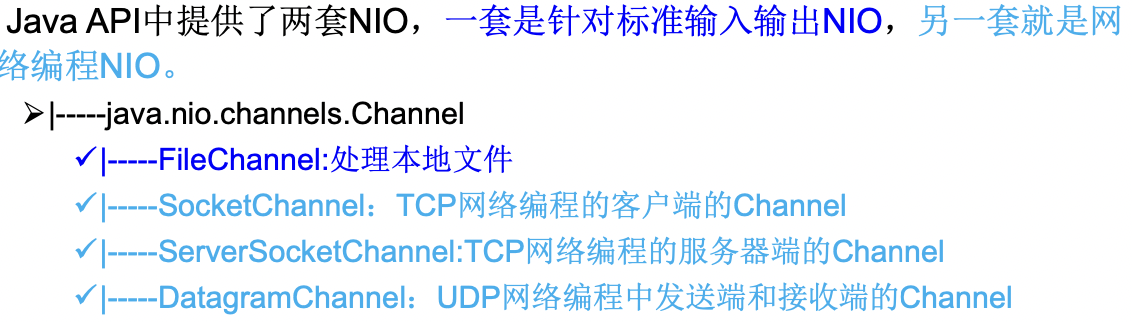 Java API中提供了两套NIO，一套是针对标准输入输出NIO，另一套就是网
络编程NIO。
➢|-----java.nio.channels.Channel
✓|-----FileChannel:处理本地文件
✓|-----SocketChannel：TCP网络编程的客户端的Channel
✓|-----ServerSocketChannel:TCP网络编程的服务器端的Channel
✓|-----DatagramChannel：UDP网络编程中发送端和接收端的Channel